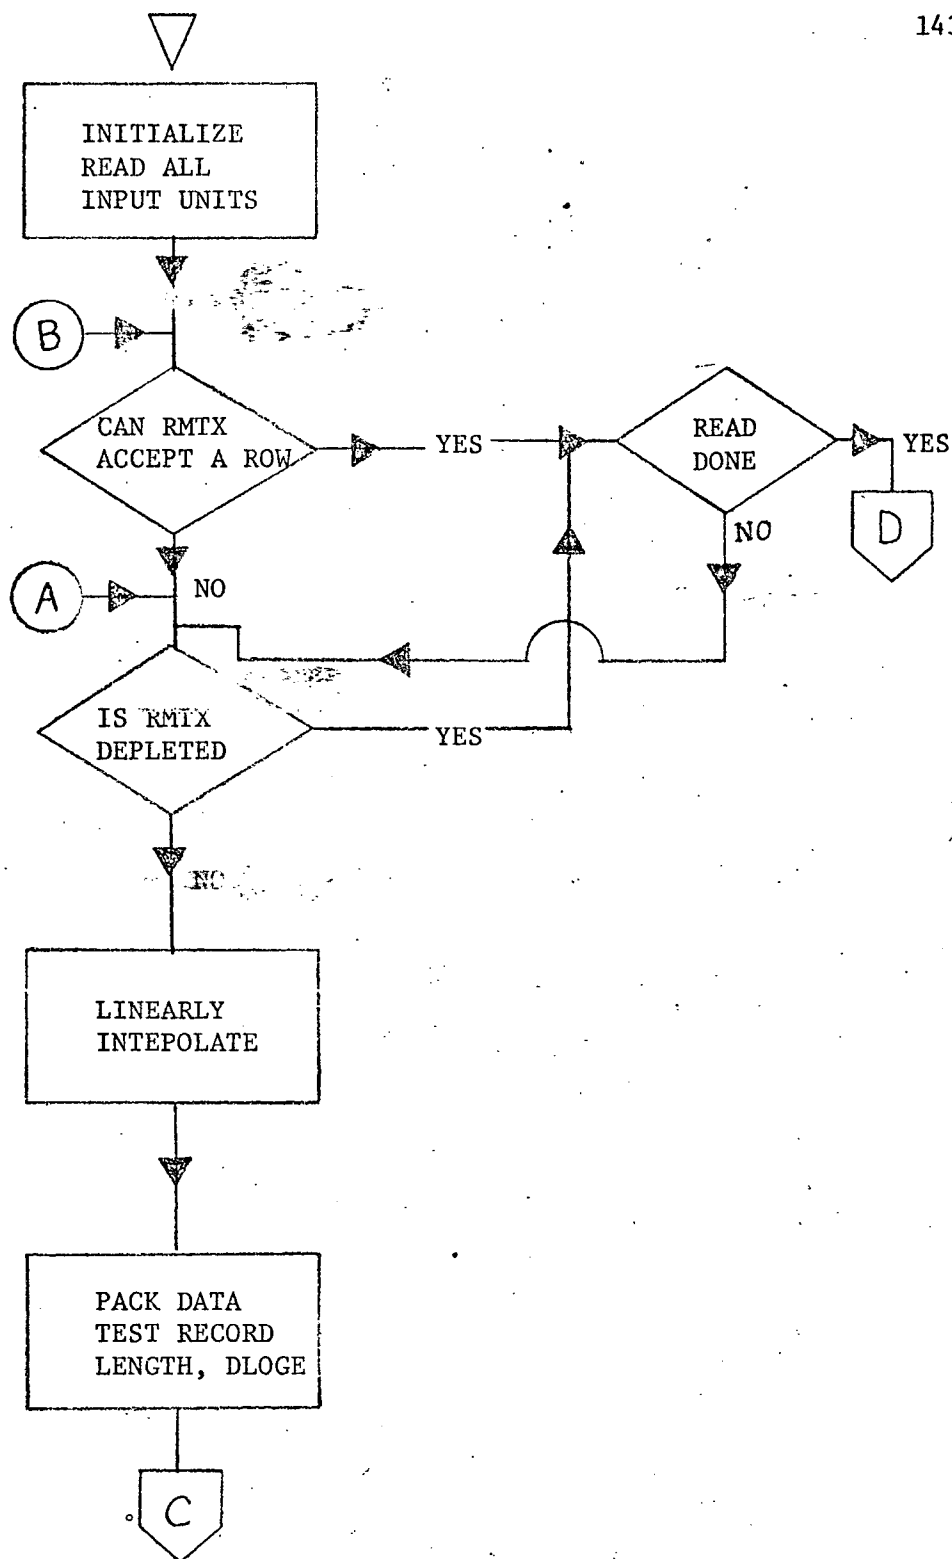 143
INITIALIZE
READ ALL
INPUT UNITS
B
CAN RMTX
ACCEPT A ROW
YES
READ
DONE
YES
D
NO
NO
A
IS RMTX
DEPLETED
YES
NO
LINEARLY
INTEPOLATE
PACK DATA
TEST RECORD
LENGTH, DLOGE
C